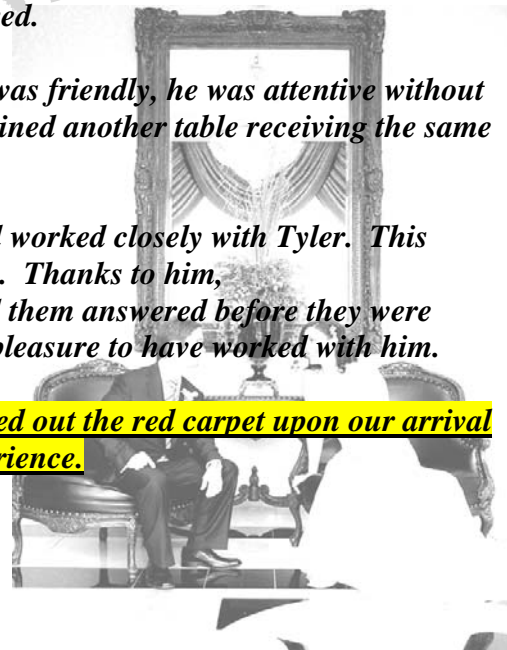 ed.
was friendly, he was attentive without
ined another table receiving the same
worked closely with Tyler. This
. Thanks to him,
them answered before they were
pleasure to have worked with him.
ed out the red carpet upon our arrival
rience.